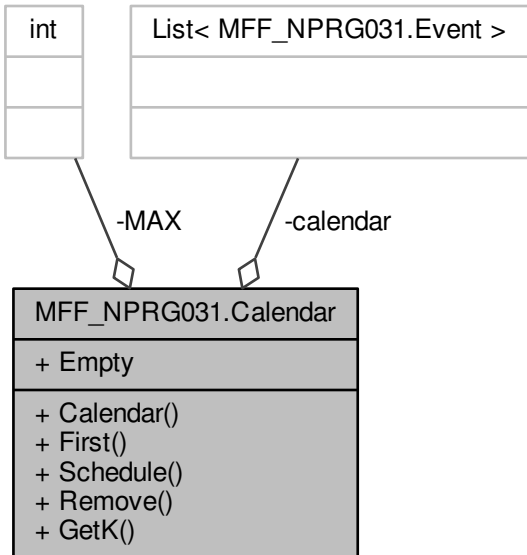 int
List< MFF_NPRG031.Event >
-MAX
-calendar
MFF_NPRG031.Calendar
+ Empty
+ Calendar()
+ First()
+ Schedule()
+ Remove()
+ GetK()